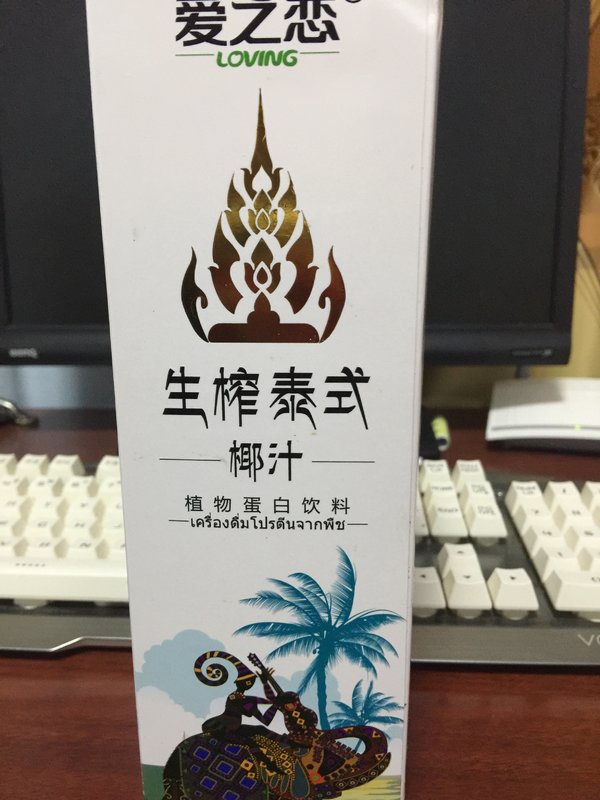 爱之恋
LOVING
生榨泰式
椰汁
植物蛋白饮料
เครื่องดื่มโปรตีนจากพืช